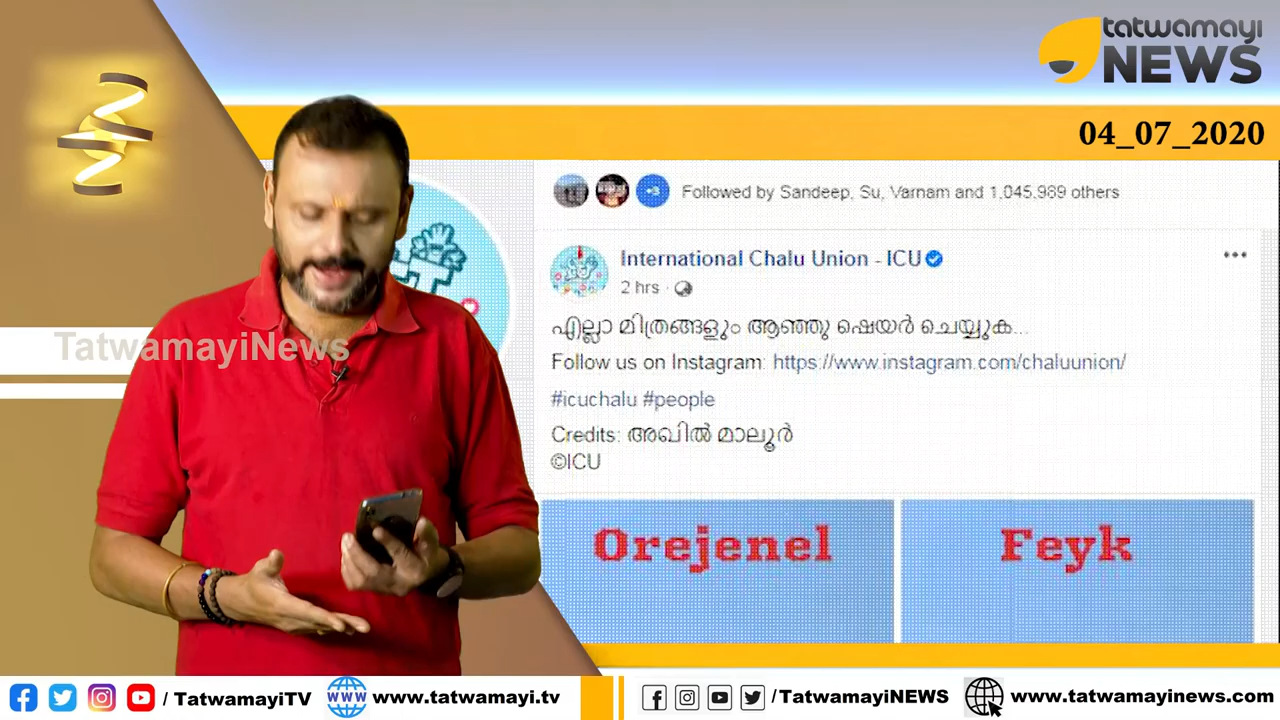 tatwamayi
NEWS
04_07_2020
Followed by Sandeep, Su, Varnam and 1,045,989 others
International Chalu Union - ICU
2 hrs
എല്ലാ മിത്രങ്ങളും ആഞ്ഞു ഷെയർ ചെയ്യുക...
Follow us on Instagram: https://www.instagram.com/chaluunion/
#icuchalu #people
Credits: അഖിൽ മാലൂർ
©ICU
TatwamayiNews
Orejenel
Feyk
/ TatwamayiTV
www.tatwamayi.tv
/TatwamayiNEWS
www.tatwamayinews.com